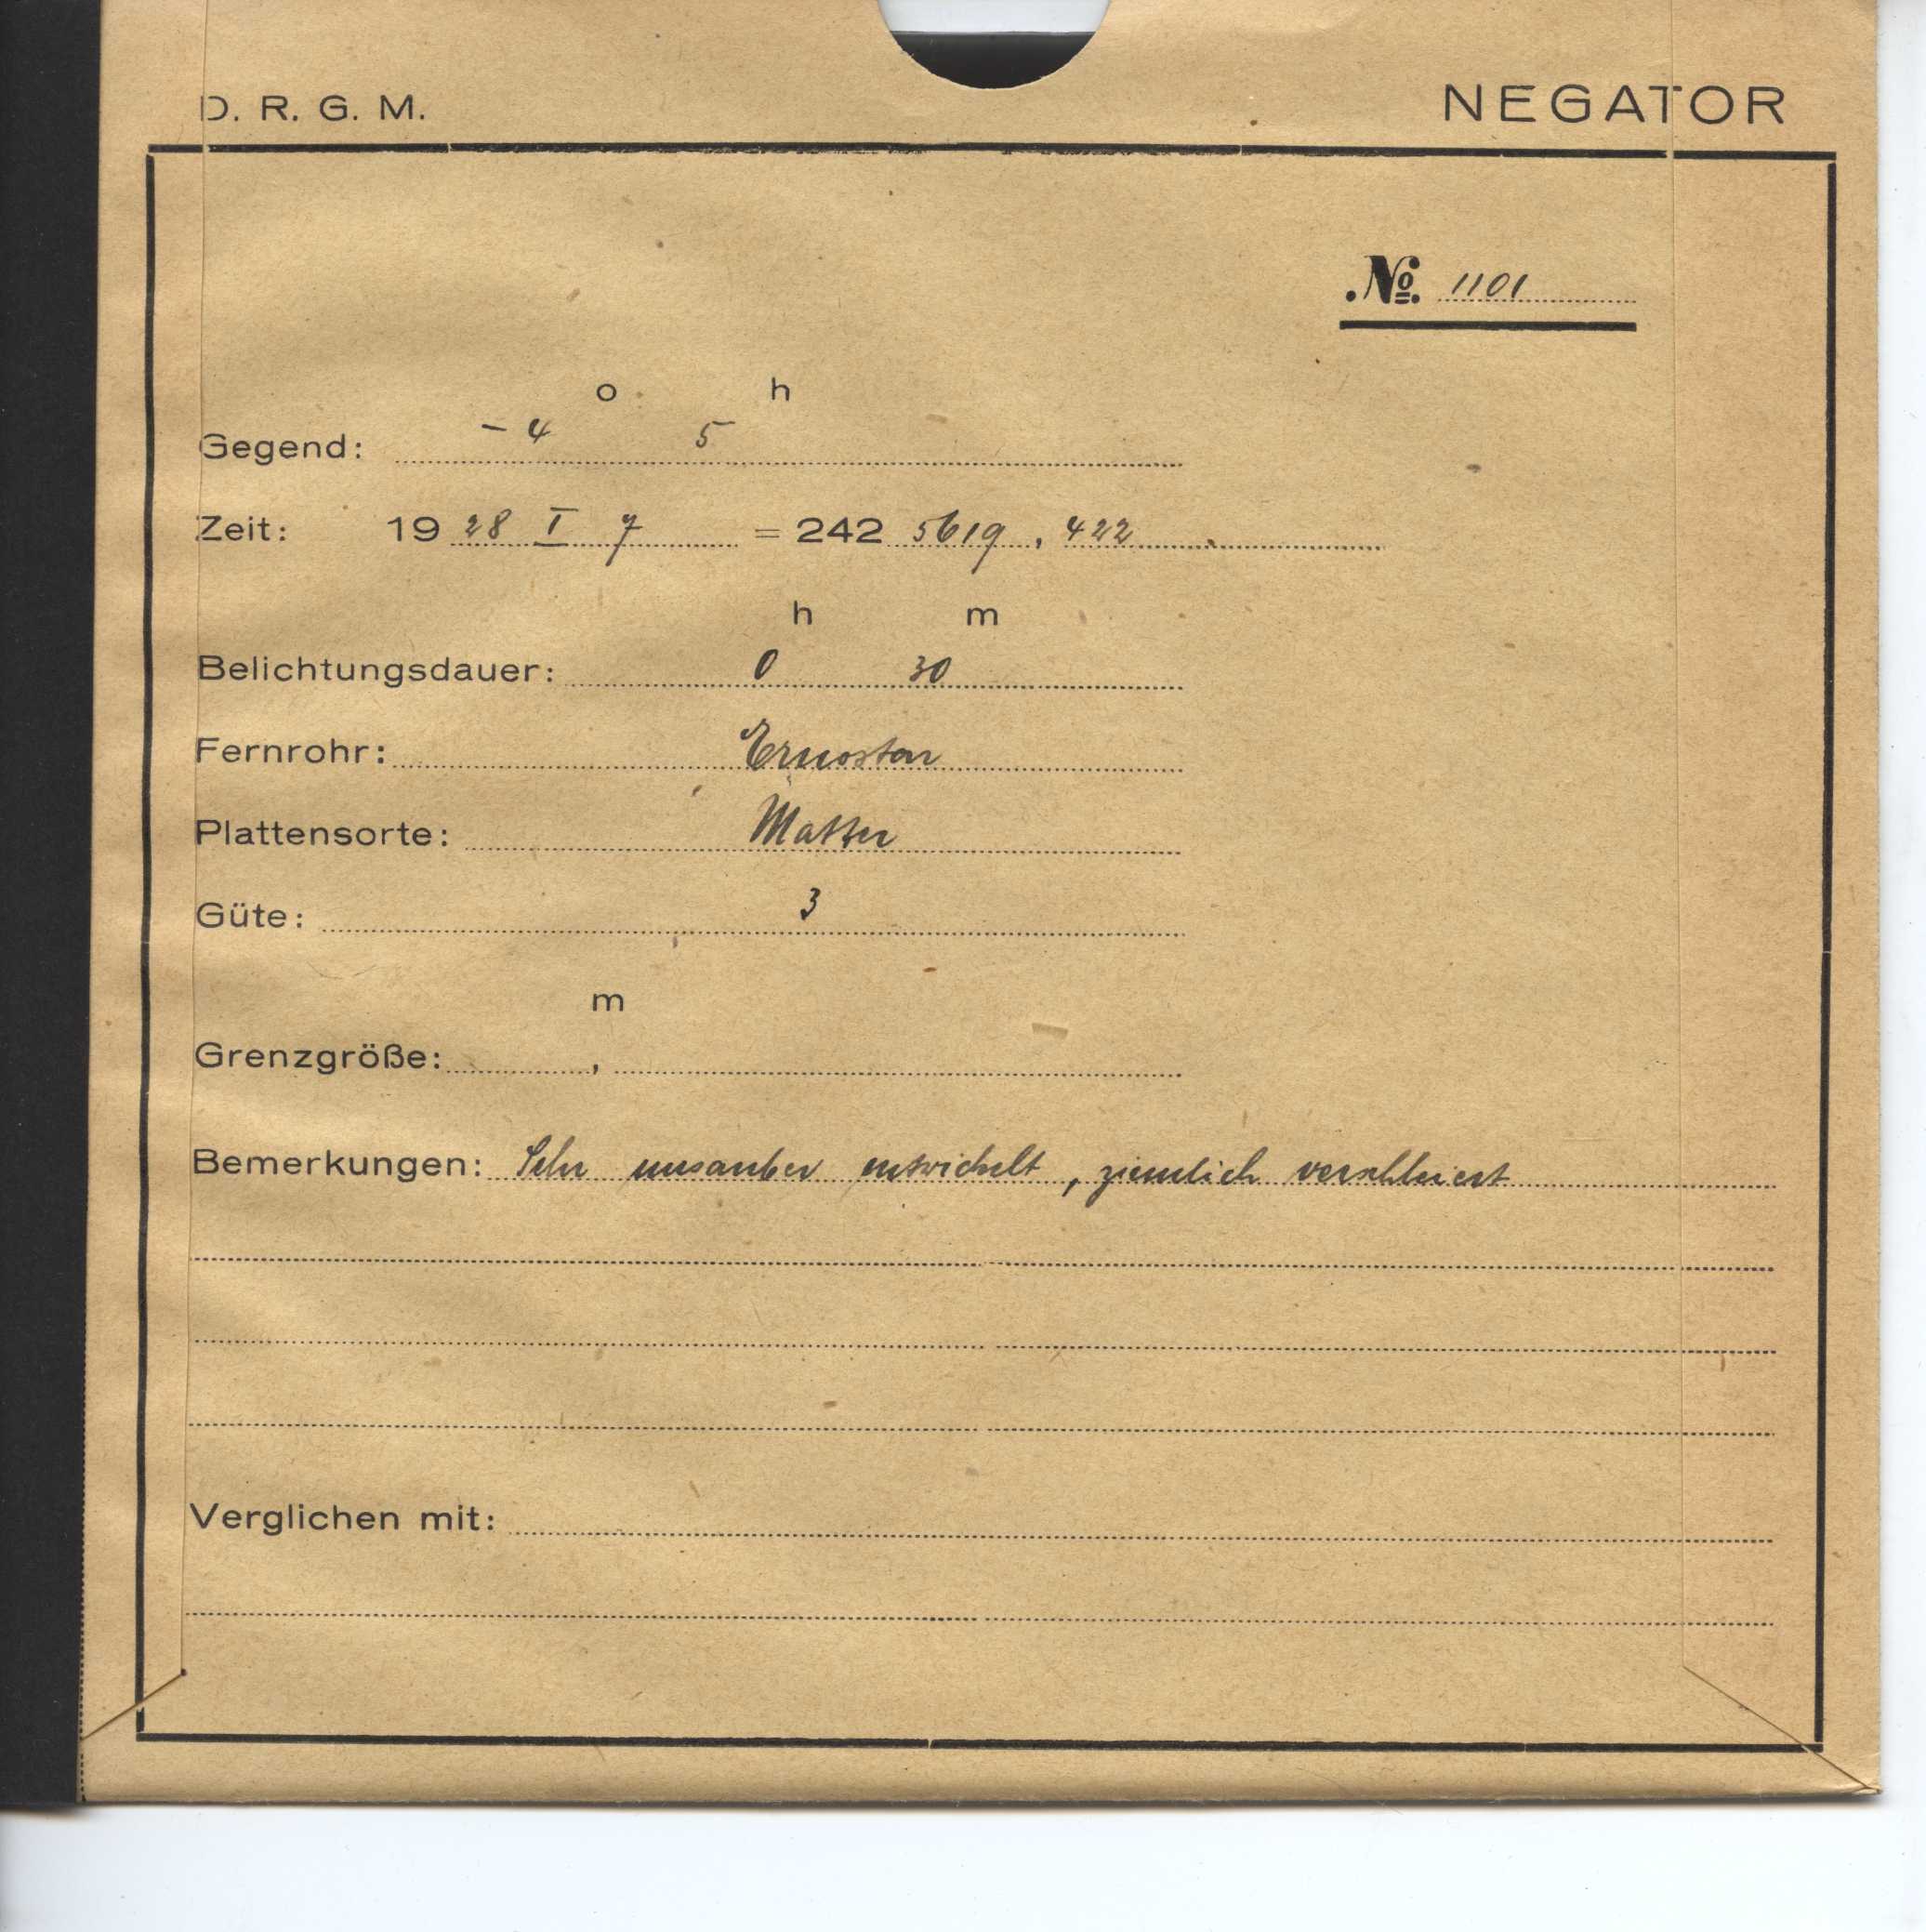 D. R. G. M. NEGATOR
№ 1101
o h
Gegend: – 4 5
Zeit: 19 28 I 7 = 242 5619 , 422
h m
Belichtungsdauer: 0 30
Fernrohr: Ernostar
Plattensorte: Matter
Güte: 3
m
Grenzgröße: ,
Bemerkungen: Sehr unsauber entwickelt, ziemlich verschleiert
Verglichen mit: